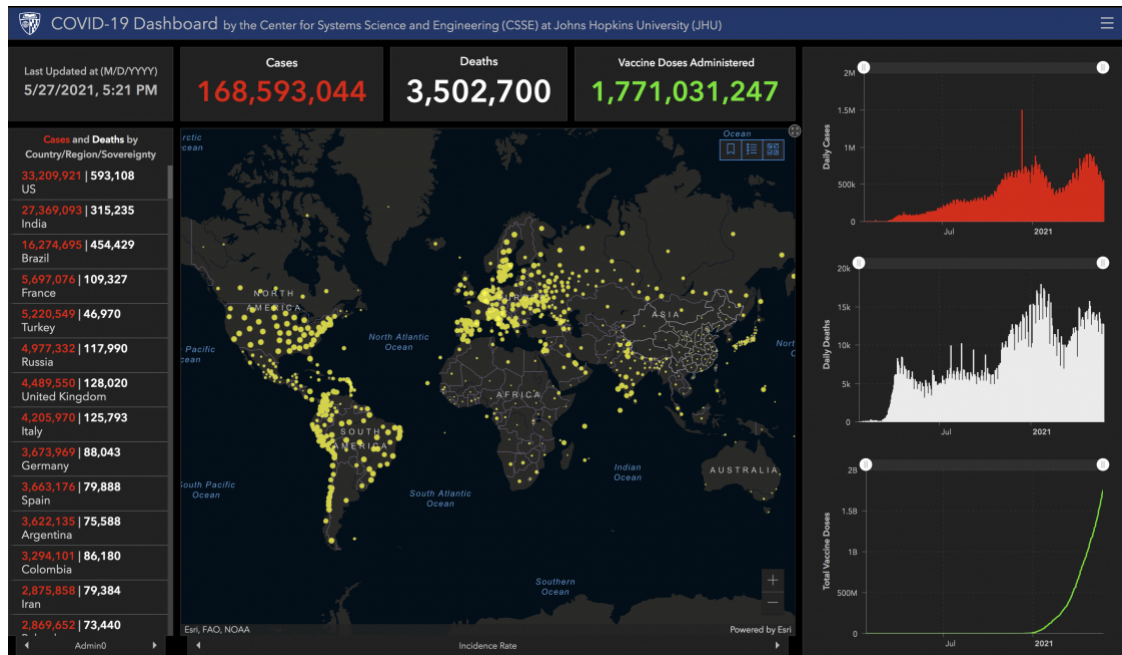 COVID-19 Dashboard by the Center for Systems Science and Engineering (CSSE) at Johns Hopkins University (JHU)
Last Updated at (M/D/YYYY)
5/27/2021, 5:21 PM
Cases
168,593,044
Deaths
3,502,700
Vaccine Doses Administered
1,771,031,247
Cases and Deaths by
Country/Region/Sovereignty
33,209,921 | 593,108
US
27,369,093 | 315,235
India
16,274,695 | 454,429
Brazil
5,697,076 | 109,327
France
5,220,549 | 46,970
Turkey
4,977,332 | 117,990
Russia
4,489,550 | 128,020
United Kingdom
4,205,970 | 125,793
Italy
3,673,969 | 88,043
Germany
3,663,176 | 79,888
Spain
3,622,135 | 75,588
Argentina
3,294,101 | 86,180
Colombia
2,875,858 | 79,384
Iran
2,869,652 | 73,440
Admin0
rctic
cean
Ocean
NORTH
AMERICA
ASIA
North Atlantic
Ocean
Pacific
cean
Nort
AFRICA
SOUTH
AMERICA
Indian
Ocean
AUSTRALIA
outh Pacific
Ocean
South Atlantic
Ocean
Southern
Ocean
+
−
Esri, FAO, NOAA
Powered by Esri
Incidence Rate
2M
1.5M
1M
500k
0
Daily Cases
Jul
2021
20k
15k
10k
5k
0
Daily Deaths
Jul
2021
2B
1.5B
1B
500M
0
Total Vaccine Doses
Jul
2021